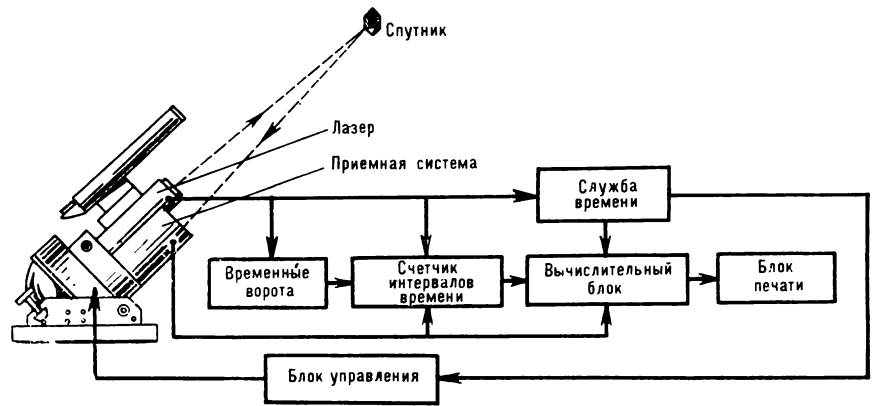 Спутник
Лазер
Приемная система
Служба
времени
Временные
ворота
Счетчик
интервалов
времени
Вычислительный
блок
Блок
печати
Блок управления